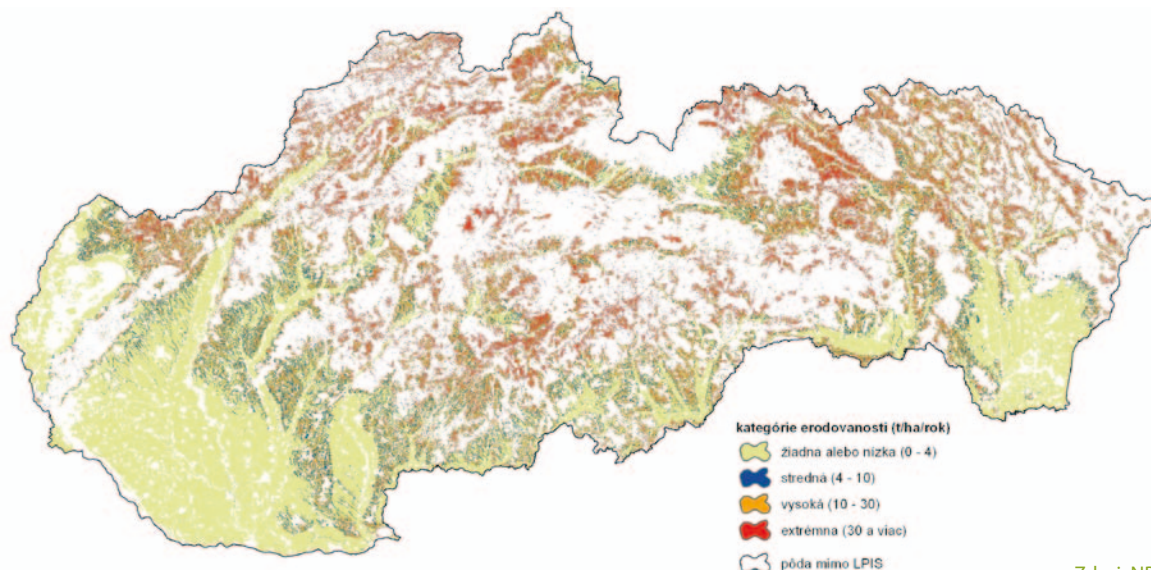 kategórie erodovanosti (t/ha/rok)
žiadna alebo nízka (0 - 4)
stredná (4 - 10)
vysoká (10 - 30)
extrémna (30 a viac)
pôda mimo LPIS